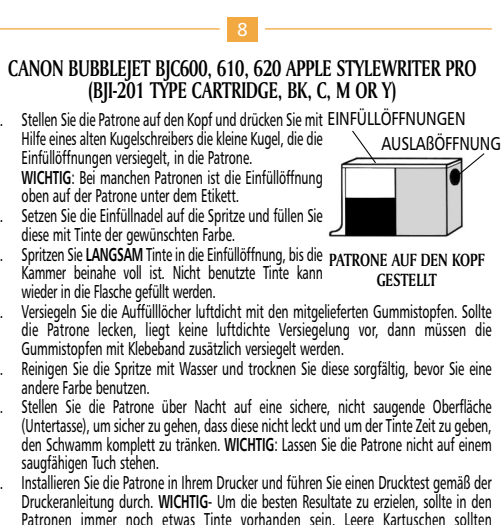 8
CANON BUBBLEJET BJC600, 610, 620 APPLE STYLEWRITER PRO
(BJI-201 TYPE CARTRIDGE, BK, C, M OR Y)
. Stellen Sie die Patrone auf den Kopf und drücken Sie mit
Hilfe eines alten Kugelschreibers die kleine Kugel, die die
Einfüllöffnungen versiegelt, in die Patrone.
WICHTIG: Bei manchen Patronen ist die Einfüllöffnung
oben auf der Patrone unter dem Etikett.
. Setzen Sie die Einfüllnadel auf die Spritze und füllen Sie
diese mit Tinte der gewünschten Farbe.
. Spritzen Sie LANGSAM Tinte in die Einfüllöffnung, bis die
Kammer beinahe voll ist. Nicht benutzte Tinte kann
wieder in die Flasche gefüllt werden.
EINFÜLLÖFFNUNGEN
AUSLAßÖFFNUNG
PATRONE AUF DEN KOPF
GESTELLT
. Versiegeln Sie die Auffülllöcher luftdicht mit den mitgelieferten Gummistopfen. Sollte
die Patrone lecken, liegt keine luftdichte Versiegelung vor, dann müssen die
Gummistopfen mit Klebeband zusätzlich versiegelt werden.
. Reinigen Sie die Spritze mit Wasser und trocknen Sie diese sorgfältig, bevor Sie eine
andere Farbe benutzen.
. Stellen Sie die Patrone über Nacht auf eine sichere, nicht saugende Oberfläche
(Untertasse), um sicher zu gehen, dass diese nicht leckt und um der Tinte Zeit zu geben,
den Schwamm komplett zu tränken. WICHTIG: Lassen Sie die Patrone nicht auf einem
saugfähigen Tuch stehen.
. Installieren Sie die Patrone in Ihrem Drucker und führen Sie einen Drucktest gemäß der
Druckeranleitung durch. WICHTIG- Um die besten Resultate zu erzielen, sollte in den
Patronen immer noch etwas Tinte vorhanden sein. Leere Kartuschen sollten